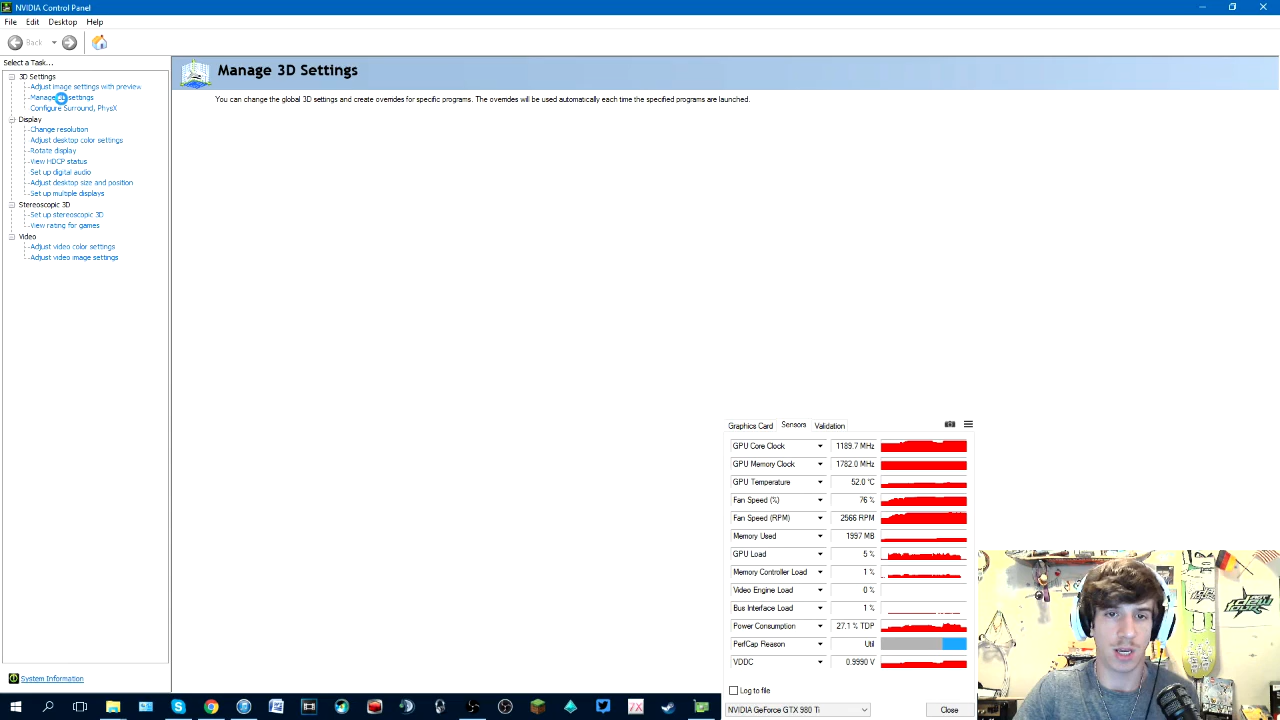 NVIDIA Control Panel
File Edit Desktop Help
Back
Select a Task...
3D Settings
Adjust image settings with preview
Manage 3D settings
Configure Surround, PhysX
Display
Change resolution
Adjust desktop color settings
Rotate display
View HDCP status
Set up digital audio
Adjust desktop size and position
Set up multiple displays
Stereoscopic 3D
Set up stereoscopic 3D
View rating for games
Video
Adjust video color settings
Adjust video image settings
System Information
Manage 3D Settings
You can change the global 3D settings and create overrides for specific programs. The overrides will be used automatically each time the specified programs are launched.
Graphics Card Sensors Validation
GPU Core Clock 1189.7 MHz
GPU Memory Clock 1782.0 MHz
GPU Temperature 52.0 °C
Fan Speed (%) 76 %
Fan Speed (RPM) 2566 RPM
Memory Used 1997 MB
GPU Load 5 %
Memory Controller Load 1 %
Video Engine Load 0 %
Bus Interface Load 1 %
Power Consumption 27.1 % TDP
PerfCap Reason Util
VDDC 0.9990 V
Log to file
NVIDIA GeForce GTX 980 Ti Close
7X